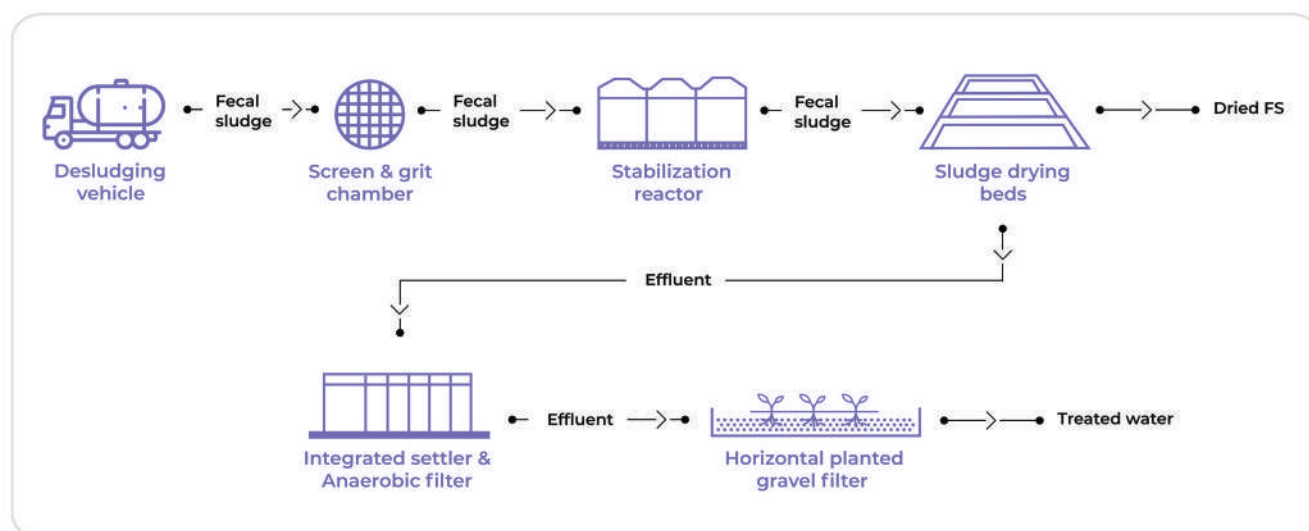 Fecal
sludge
Fecal
sludge
Fecal
sludge
Dried FS
Desludging
vehicle
Screen & grit
chamber
Stabilization
reactor
Sludge drying
beds
Effluent
Effluent
Treated water
Integrated settler &
Anaerobic filter
Horizontal planted
gravel filter